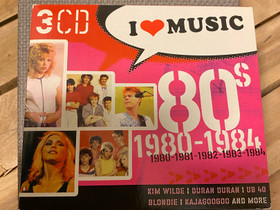 3CD
I ❤ MUSIC
80s
1980-1984
1980-1981-1982-1983-1984
KIM WILDE | DURAN DURAN | UB 40
BLONDIE | KAJAGOOGOO AND MORE